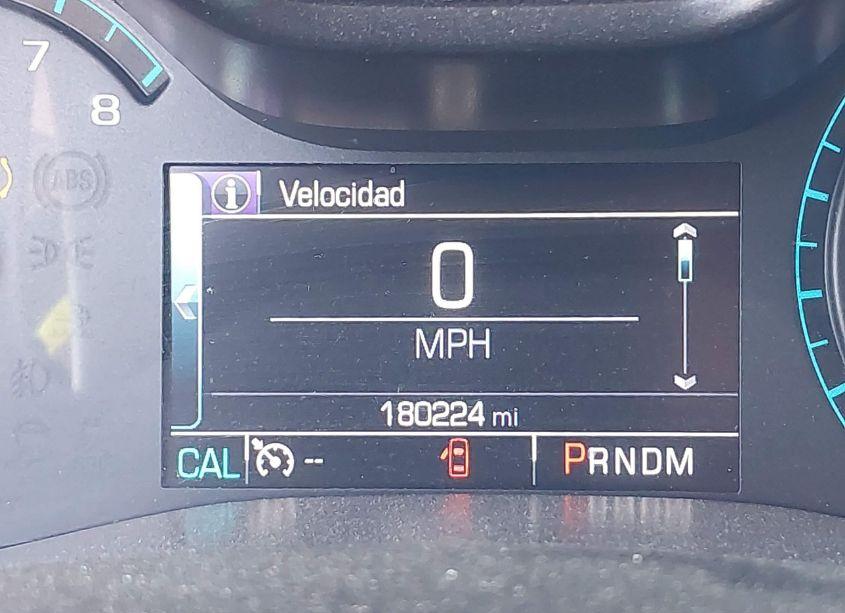 7
8
ABS
i Velocidad
0
MPH
180224 mi
CAL -- PRNDM